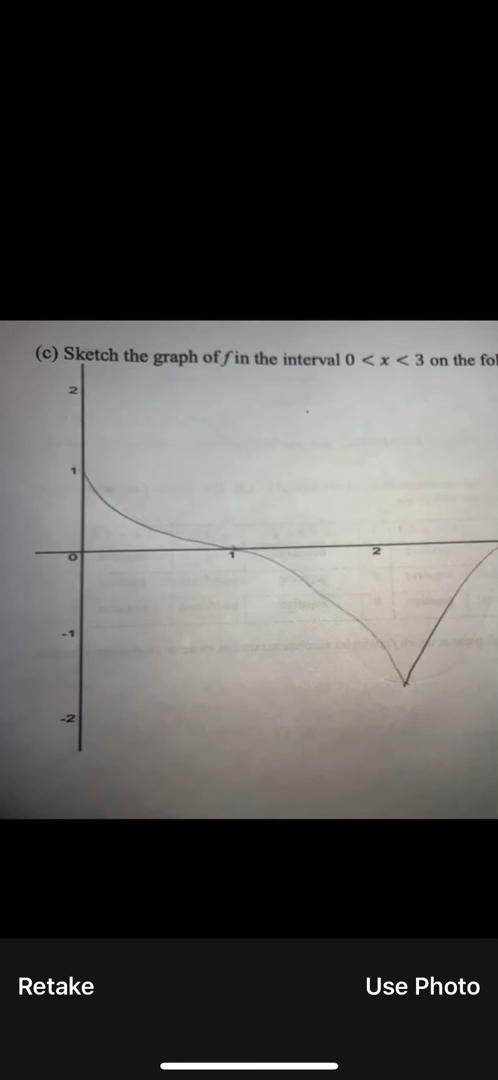 (c) Sketch the graph of f in the interval 0 < x < 3 on the fol
2
1
0
1
2
-1
-2
Retake
Use Photo